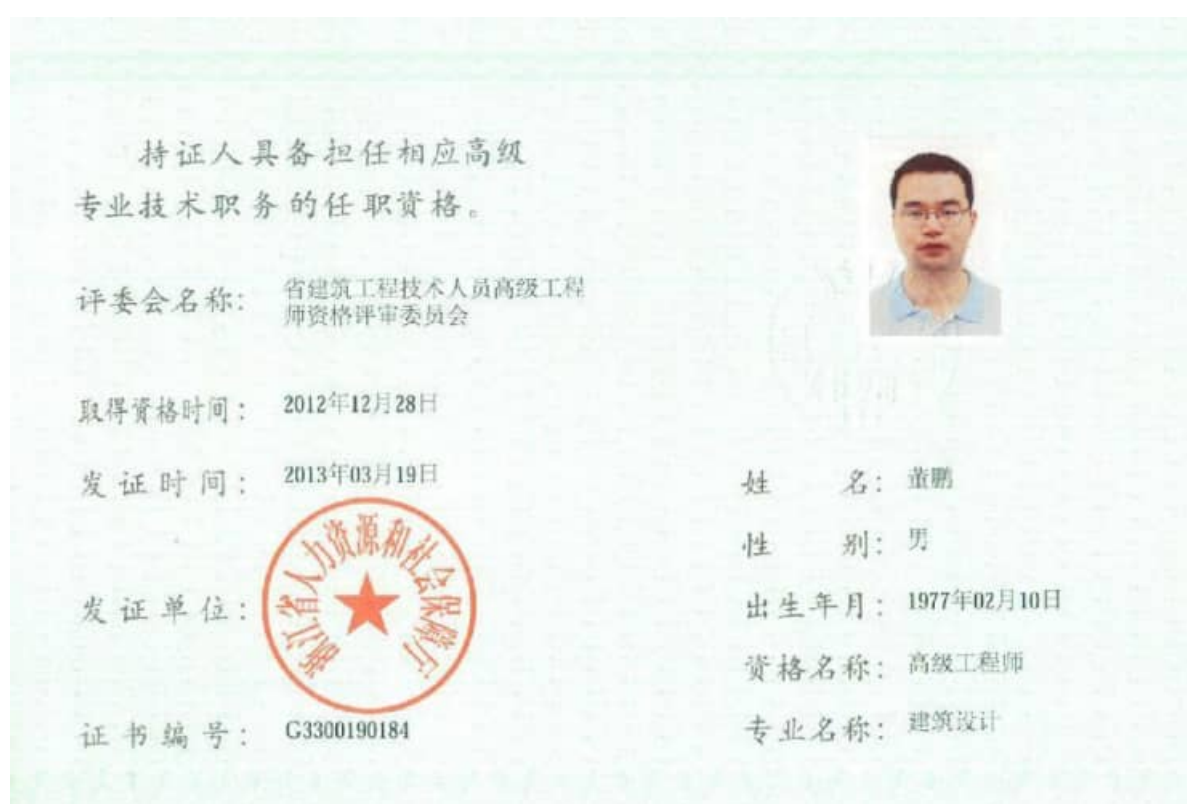 持证人具备担任相应高级
专业技术职务的任职资格。
评委会名称: 省建筑工程技术人员高级工程
师资格评审委员会
取得资格时间: 2012年12月28日
发证时间: 2013年03月19日
发证单位:
浙江省人力资源和社会保障厅
证书编号: G3300190184
姓名: 董鹏
性别: 男
出生年月: 1977年02月10日
资格名称: 高级工程师
专业名称: 建筑设计